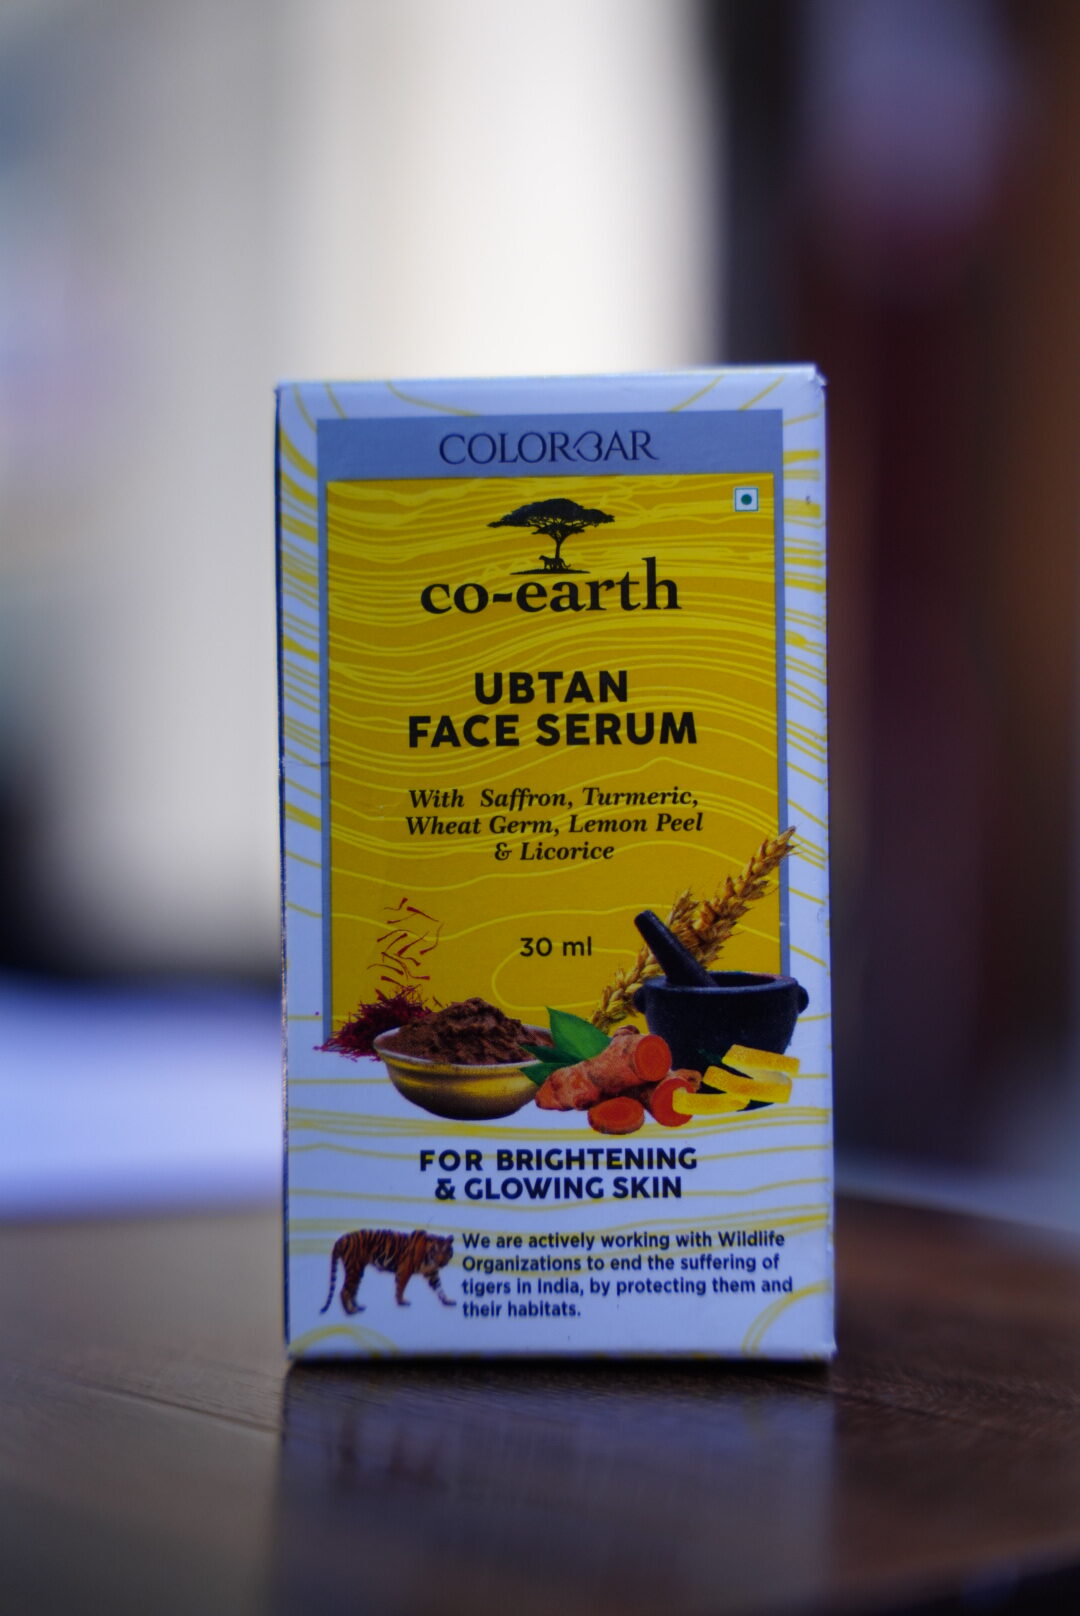 COLORBAR
co-earth
UBTAN
FACE SERUM
With Saffron, Turmeric,
Wheat Germ, Lemon Peel
& Licorice
30 ml
FOR BRIGHTENING
& GLOWING SKIN
We are actively working with Wildlife
Organizations to end the suffering of
tigers in India, by protecting them and
their habitats.